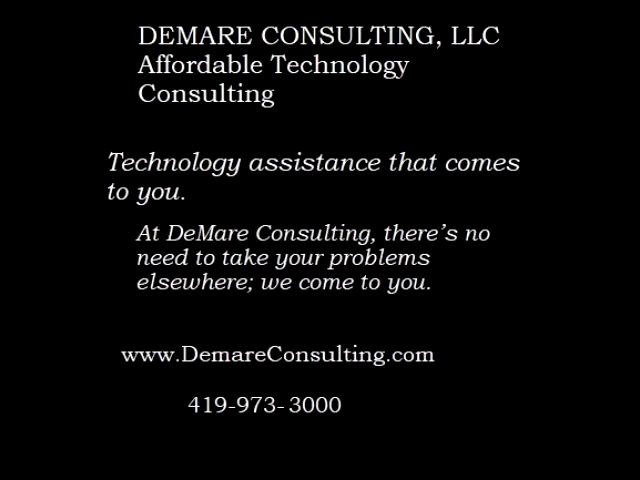 DEMARE CONSULTING, LLC
Affordable Technology
Consulting
Technology assistance that comes
to you.
At DeMare Consulting, there's no
need to take your problems
elsewhere; we come to you.
www.DemareConsulting.com
419-973-3000